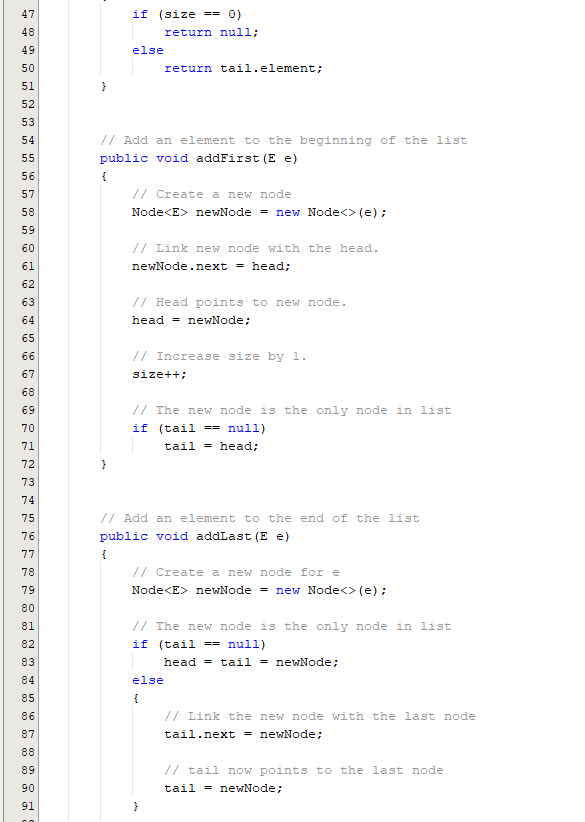 47 if (size == 0)
48 return null;
49 else
50 return tail.element;
51 }
52
53
54 // Add an element to the beginning of the list
55 public void addFirst(E e)
56 {
57 // Create a new node
58 Node<E> newNode = new Node<>(e);
59
60 // Link new node with the head.
61 newNode.next = head;
62
63 // Head points to new node.
64 head = newNode;
65
66 // Increase size by 1.
67 size++;
68
69 // The new node is the only node in list
70 if (tail == null)
71 tail = head;
72 }
73
74
75 // Add an element to the end of the list
76 public void addLast(E e)
77 {
78 // Create a new node for e
79 Node<E> newNode = new Node<>(e);
80
81 // The new node is the only node in list
82 if (tail == null)
83 head = tail = newNode;
84 else
85 {
86 // Link the new node with the last node
87 tail.next = newNode;
88
89 // tail now points to the last node
90 tail = newNode;
91 }